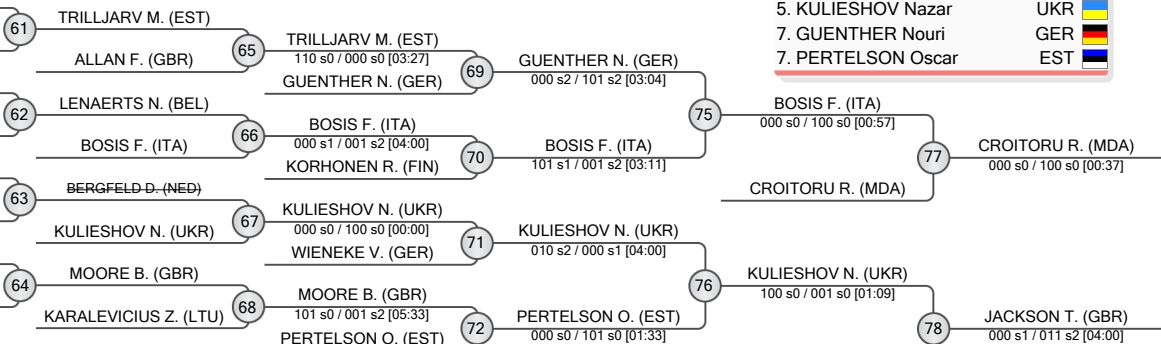 5. KULIESHOV Nazar UKR
7. GUENTHER Nouri GER
7. PERTELSON Oscar EST
61
TRILLJARV M. (EST)
ALLAN F. (GBR)
62
LENAERTS N. (BEL)
BOSIS F. (ITA)
63
BERGFELD D. (NED)
KULIESHOV N. (UKR)
64
MOORE B. (GBR)
KARALEVICIUS Z. (LTU)
65
TRILLJARV M. (EST)
110 s0 / 000 s0 [03:27]
GUENTHER N. (GER)
66
BOSIS F. (ITA)
000 s1 / 001 s2 [04:00]
KORHONEN R. (FIN)
67
KULIESHOV N. (UKR)
000 s0 / 100 s0 [00:00]
WIENEKE V. (GER)
68
MOORE B. (GBR)
101 s0 / 001 s2 [05:33]
PERTELSON O. (EST)
69
GUENTHER N. (GER)
000 s2 / 101 s2 [03:04]
70
BOSIS F. (ITA)
101 s1 / 001 s2 [03:11]
71
KULIESHOV N. (UKR)
010 s2 / 000 s1 [04:00]
72
PERTELSON O. (EST)
000 s0 / 101 s0 [01:33]
75
BOSIS F. (ITA)
000 s0 / 100 s0 [00:57]
CROITORU R. (MDA)
76
KULIESHOV N. (UKR)
100 s0 / 001 s0 [01:09]
77
CROITORU R. (MDA)
000 s0 / 100 s0 [00:37]
78
JACKSON T. (GBR)
000 s1 / 011 s2 [04:00]